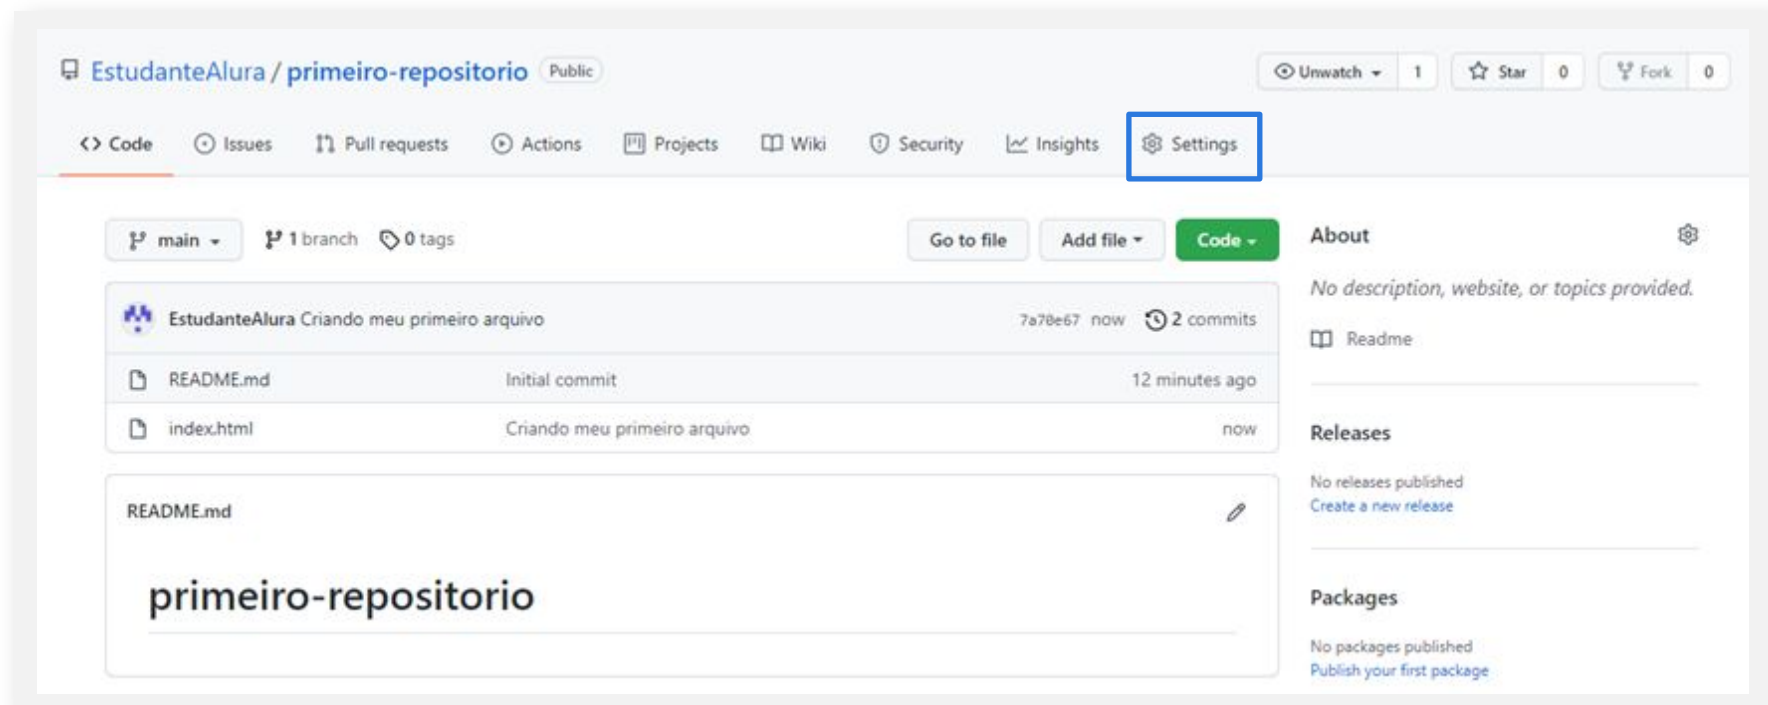 EstudanteAlura / primeiro-repositorio Public Unwatch 1 Star 0 Fork 0
<> Code Issues Pull requests Actions Projects Wiki Security Insights Settings
main 1 branch 0 tags Go to file Add file Code
EstudanteAlura Criando meu primeiro arquivo 7a70e67 now 2 commits
README.md Initial commit 12 minutes ago
index.html Criando meu primeiro arquivo now
README.md
primeiro-repositorio
About
No description, website, or topics provided.
Readme
Releases
No releases published
Create a new release
Packages
No packages published
Publish your first package